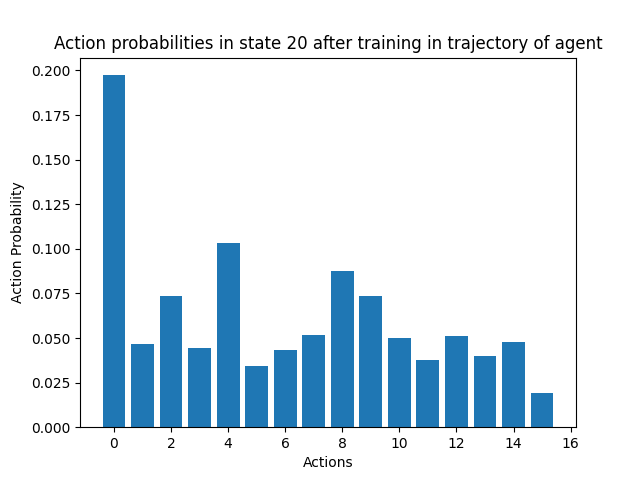 Action probabilities in state 20 after training in trajectory of agent
0.200
0.175
0.150
0.125
0.100
0.075
0.050
0.025
0.000
Action Probability
0 2 4 6 8 10 12 14 16
Actions